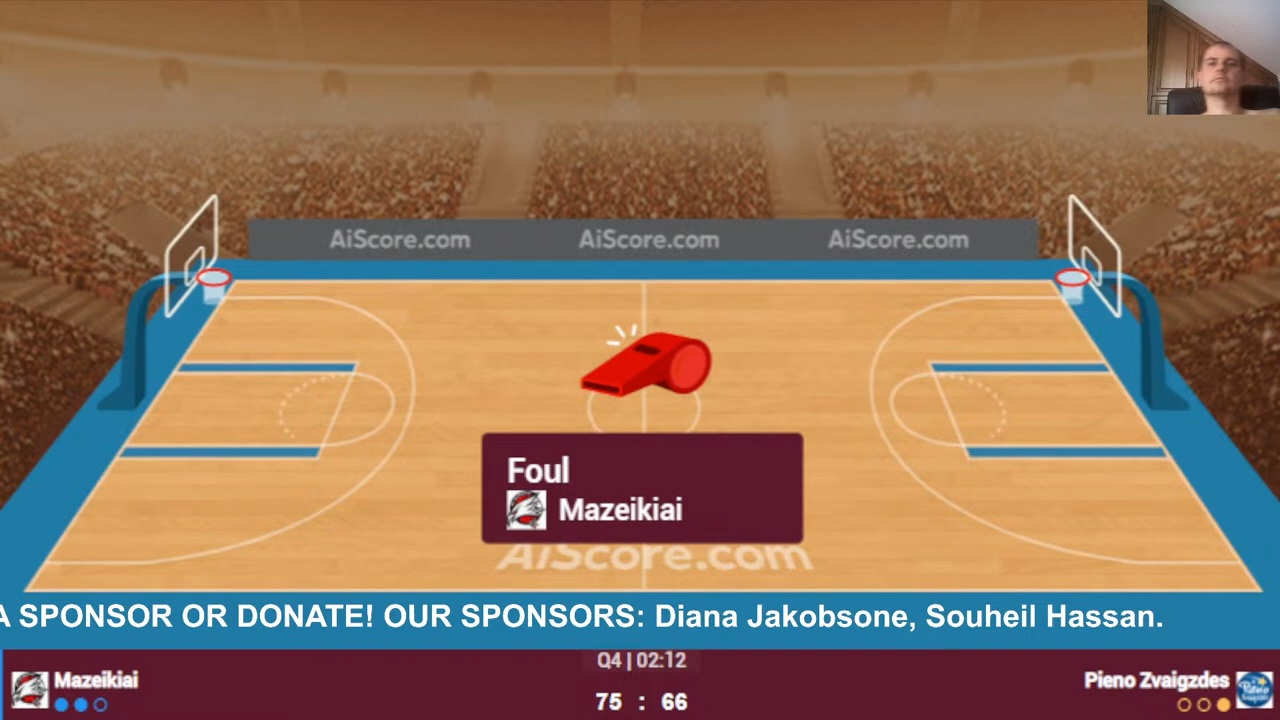 AiScore.com AiScore.com AiScore.com
Foul
Mazeikiai
AiScore.com
A SPONSOR OR DONATE! OUR SPONSORS: Diana Jakobsone, Souheil Hassan.
Q4 | 02:12
Mazeikiai
Pieno Zvaigzdes
75 : 66